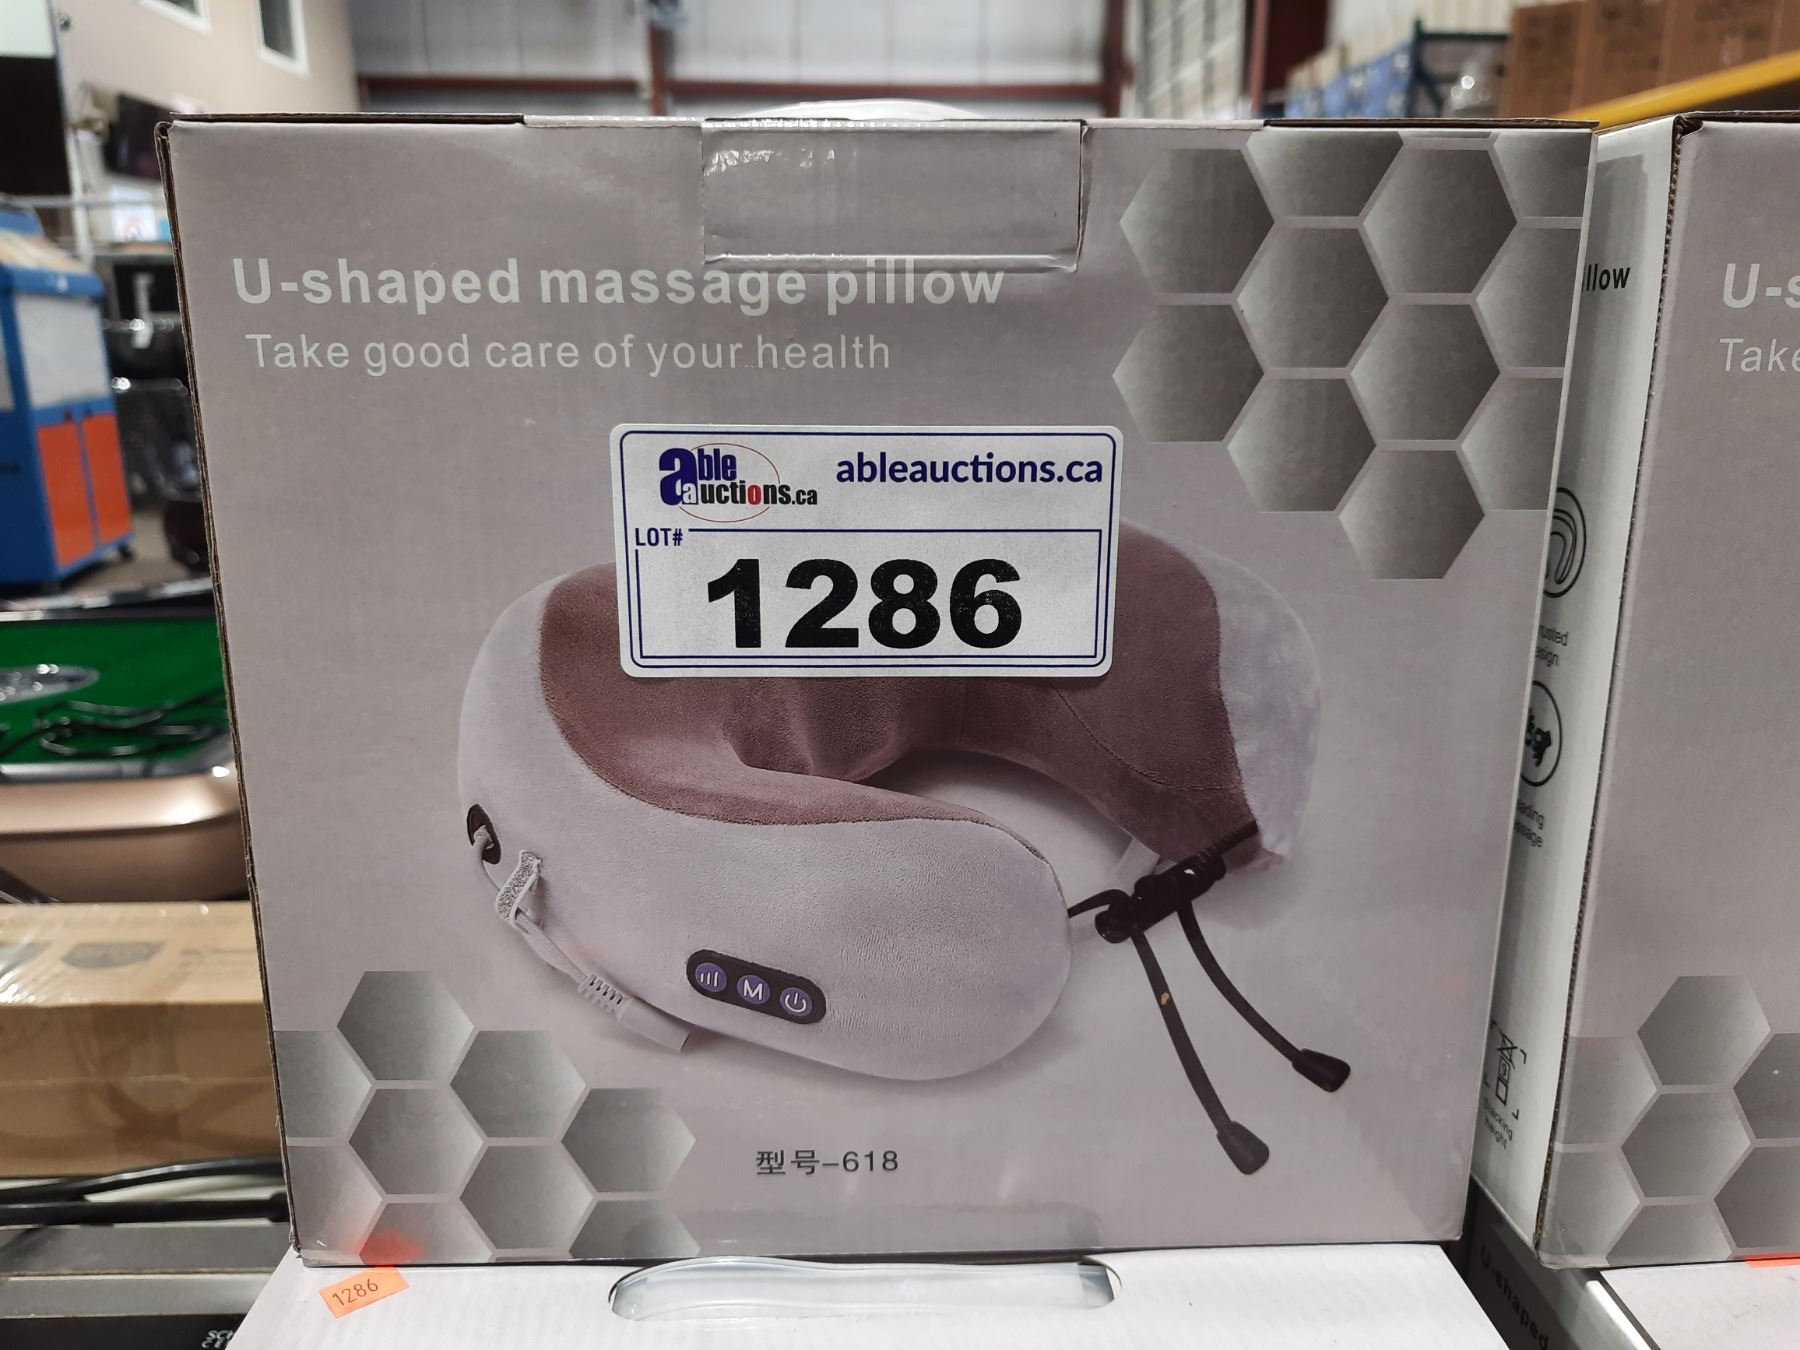 U-shaped massage pillow
Take good care of your health
able auctions.ca
ableauctions.ca
LOT#
1286
M
型号-618
1286
llow
U-s
Take
U-shaped